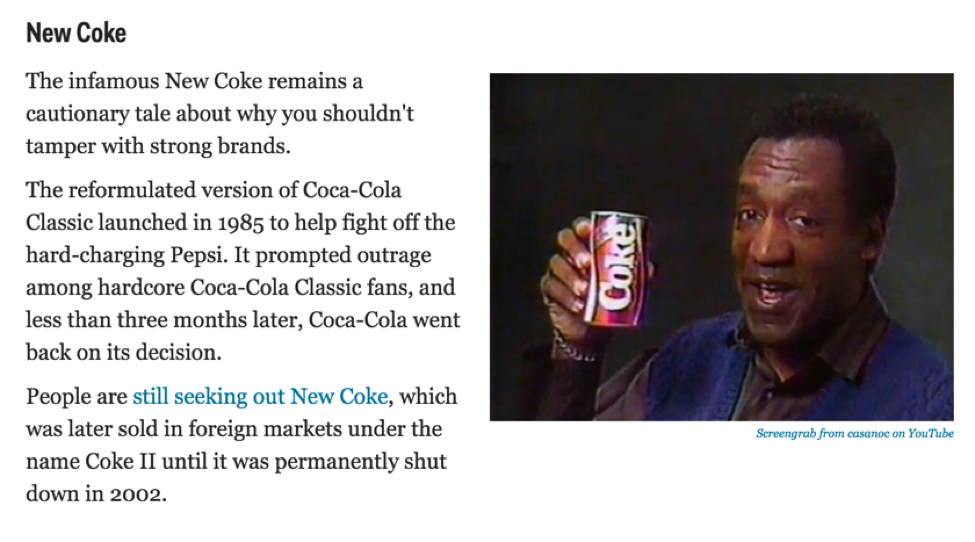 New Coke
The infamous New Coke remains a
cautionary tale about why you shouldn't
tamper with strong brands.
The reformulated version of Coca-Cola
Classic launched in 1985 to help fight off the
hard-charging Pepsi. It prompted outrage
among hardcore Coca-Cola Classic fans, and
less than three months later, Coca-Cola went
back on its decision.
People are still seeking out New Coke, which
was later sold in foreign markets under the
name Coke II until it was permanently shut
down in 2002.
Coke
Screengrab from casanoc on YouTube